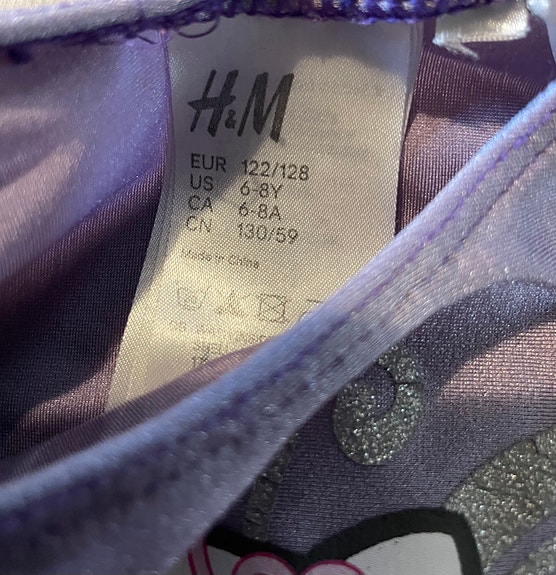 H&M
EUR 122/128
US 6-8Y
CA 6-8A
CN 130/59
Made in China